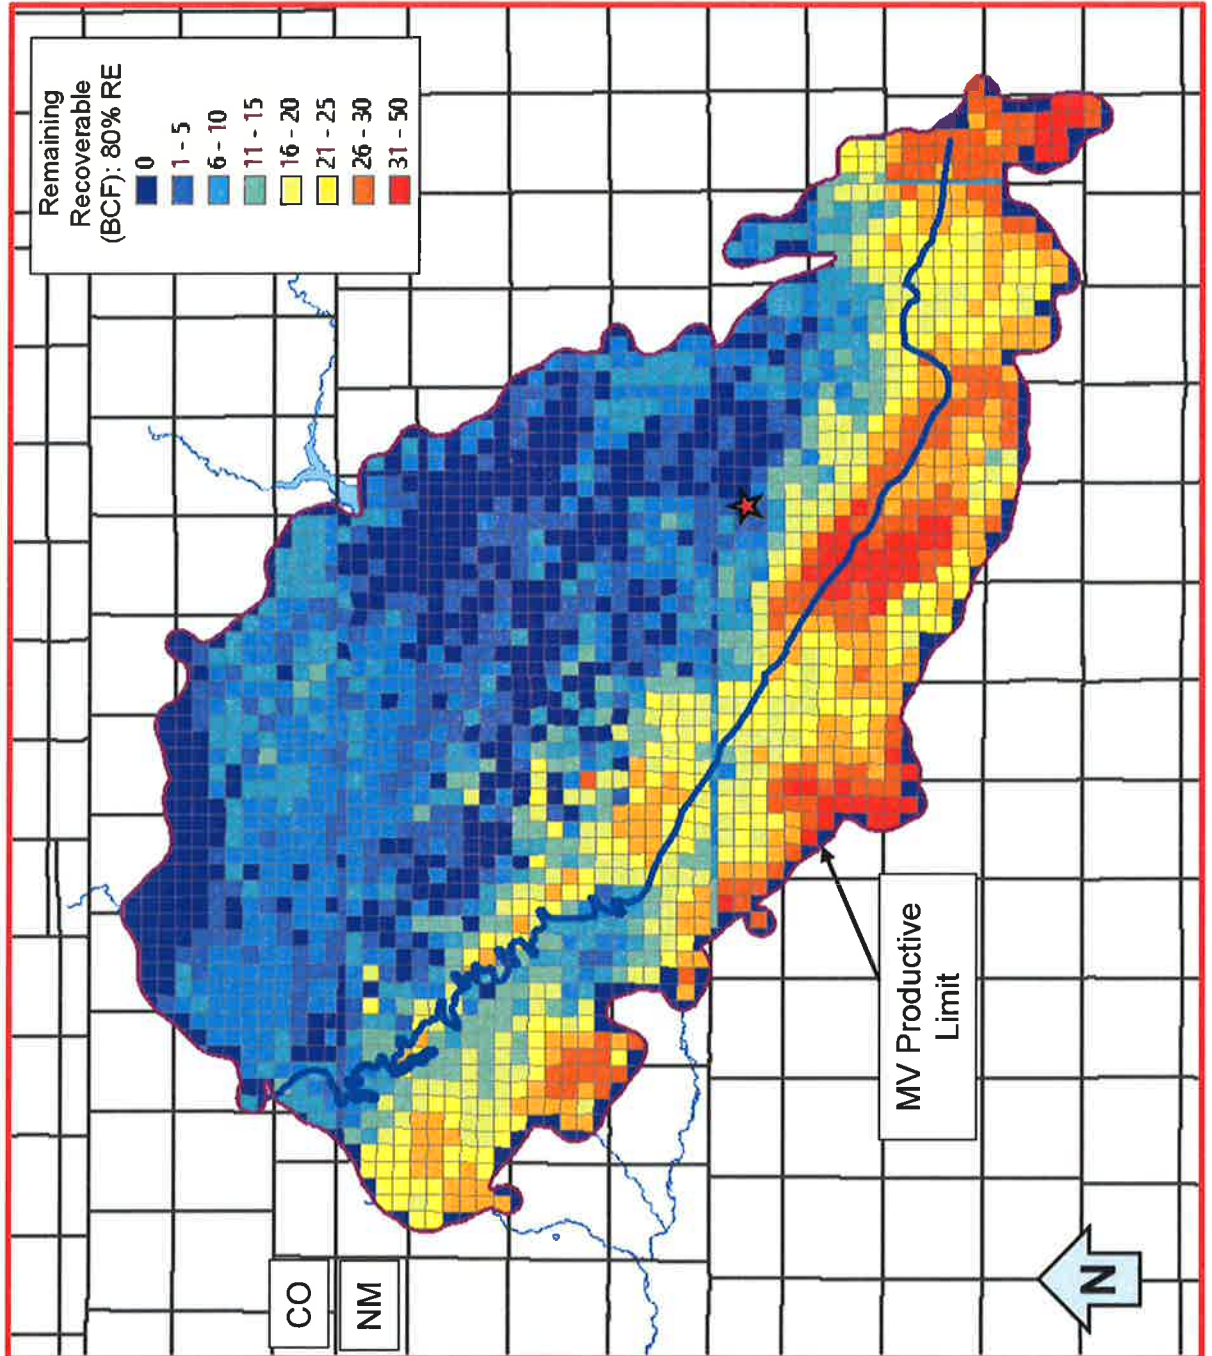 Remaining
Recoverable
(BCF): 80% RE
0
1 - 5
6 - 10
11 - 15
16 - 20
21 - 25
26 - 30
31 - 50
MV Productive
Limit
CO
NM
N